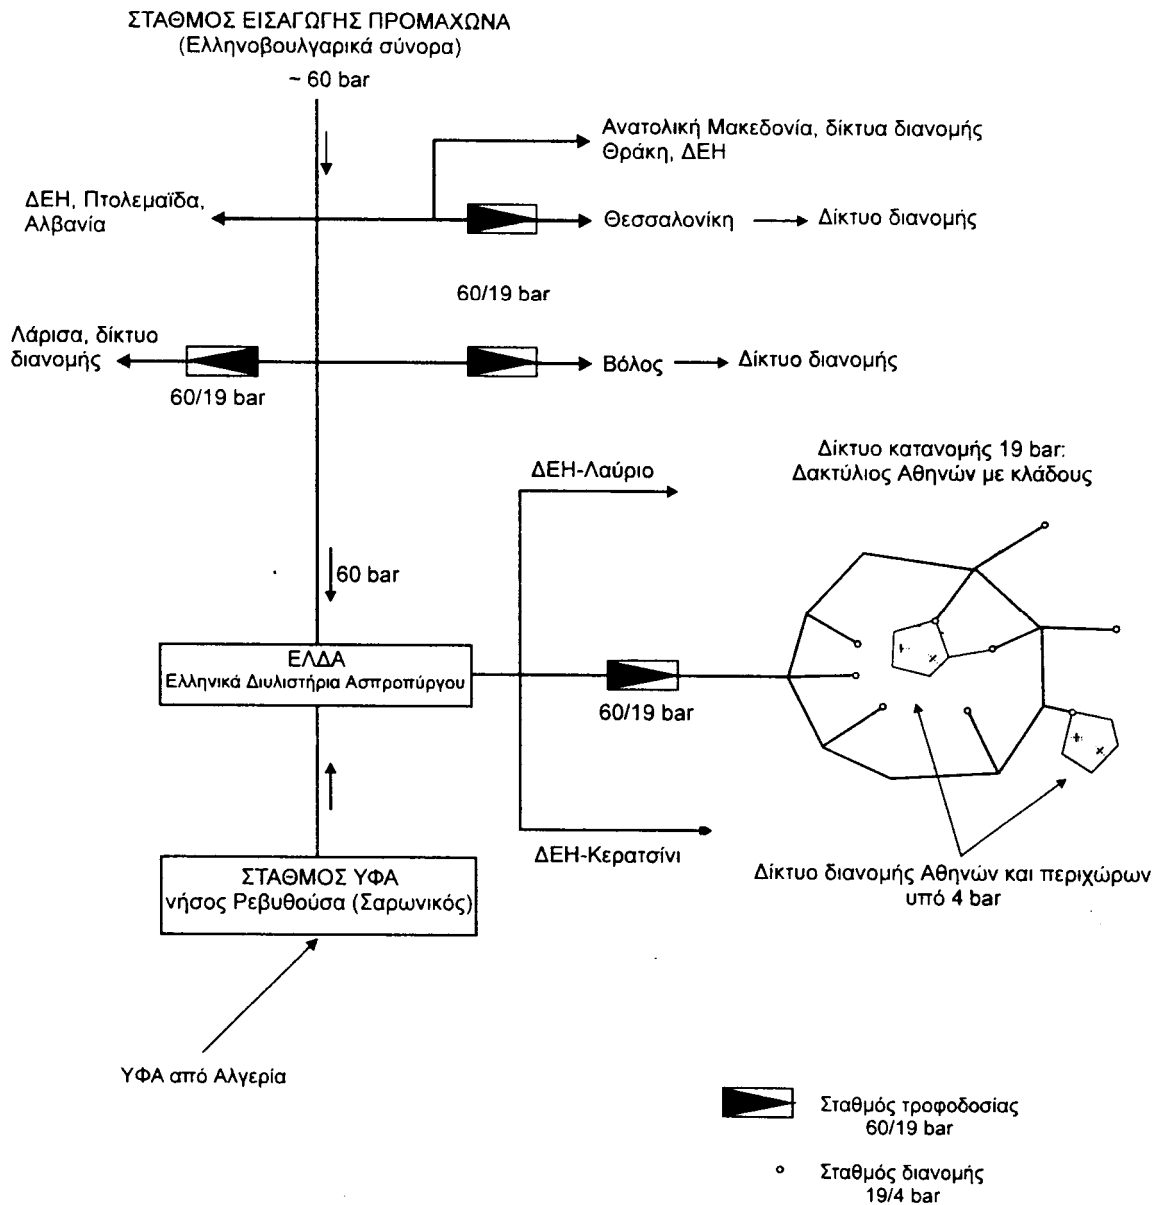 ΣΤΑΘΜΟΣ ΕΙΣΑΓΩΓΗΣ ΠΡΟΜΑΧΩΝΑ
(Ελληνοβουλγαρικά σύνορα)
~ 60 bar
Ανατολική Μακεδονία, δίκτυα διανομής
Θράκη, ΔΕΗ
ΔΕΗ, Πτολεμαϊδα,
Αλβανία
Θεσσαλονίκη
Δίκτυο διανομής
60/19 bar
Λάρισα, δίκτυο
διανομής
60/19 bar
Βόλος
Δίκτυο διανομής
Δίκτυο κατανομής 19 bar:
Δακτύλιος Αθηνών με κλάδους
ΔΕΗ-Λαύριο
60 bar
ΕΛΔΑ
Ελληνικά Διυλιστήρια Ασπροπύργου
60/19 bar
ΔΕΗ-Κερατσίνι
ΣΤΑΘΜΟΣ ΥΦΑ
νήσος Ρεβυθούσα (Σαρωνικός)
Δίκτυο διανομής Αθηνών και περιχώρων
υπό 4 bar
ΥΦΑ από Αλγερία
Σταθμός τροφοδοσίας
60/19 bar
Σταθμός διανομής
19/4 bar